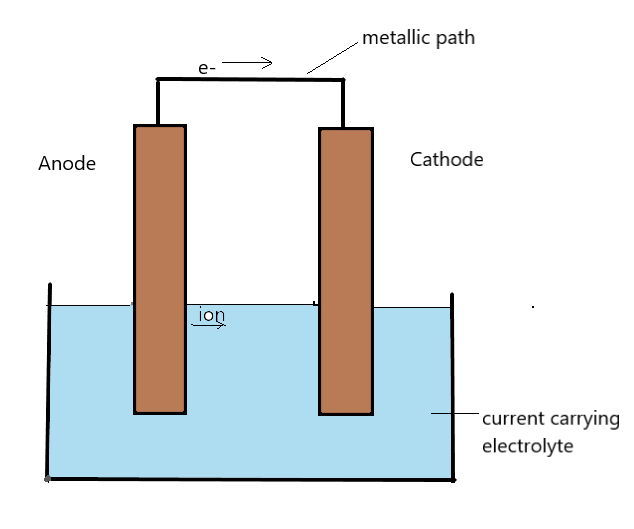 metallic path
e-
Anode
Cathode
ion
current carrying
electrolyte